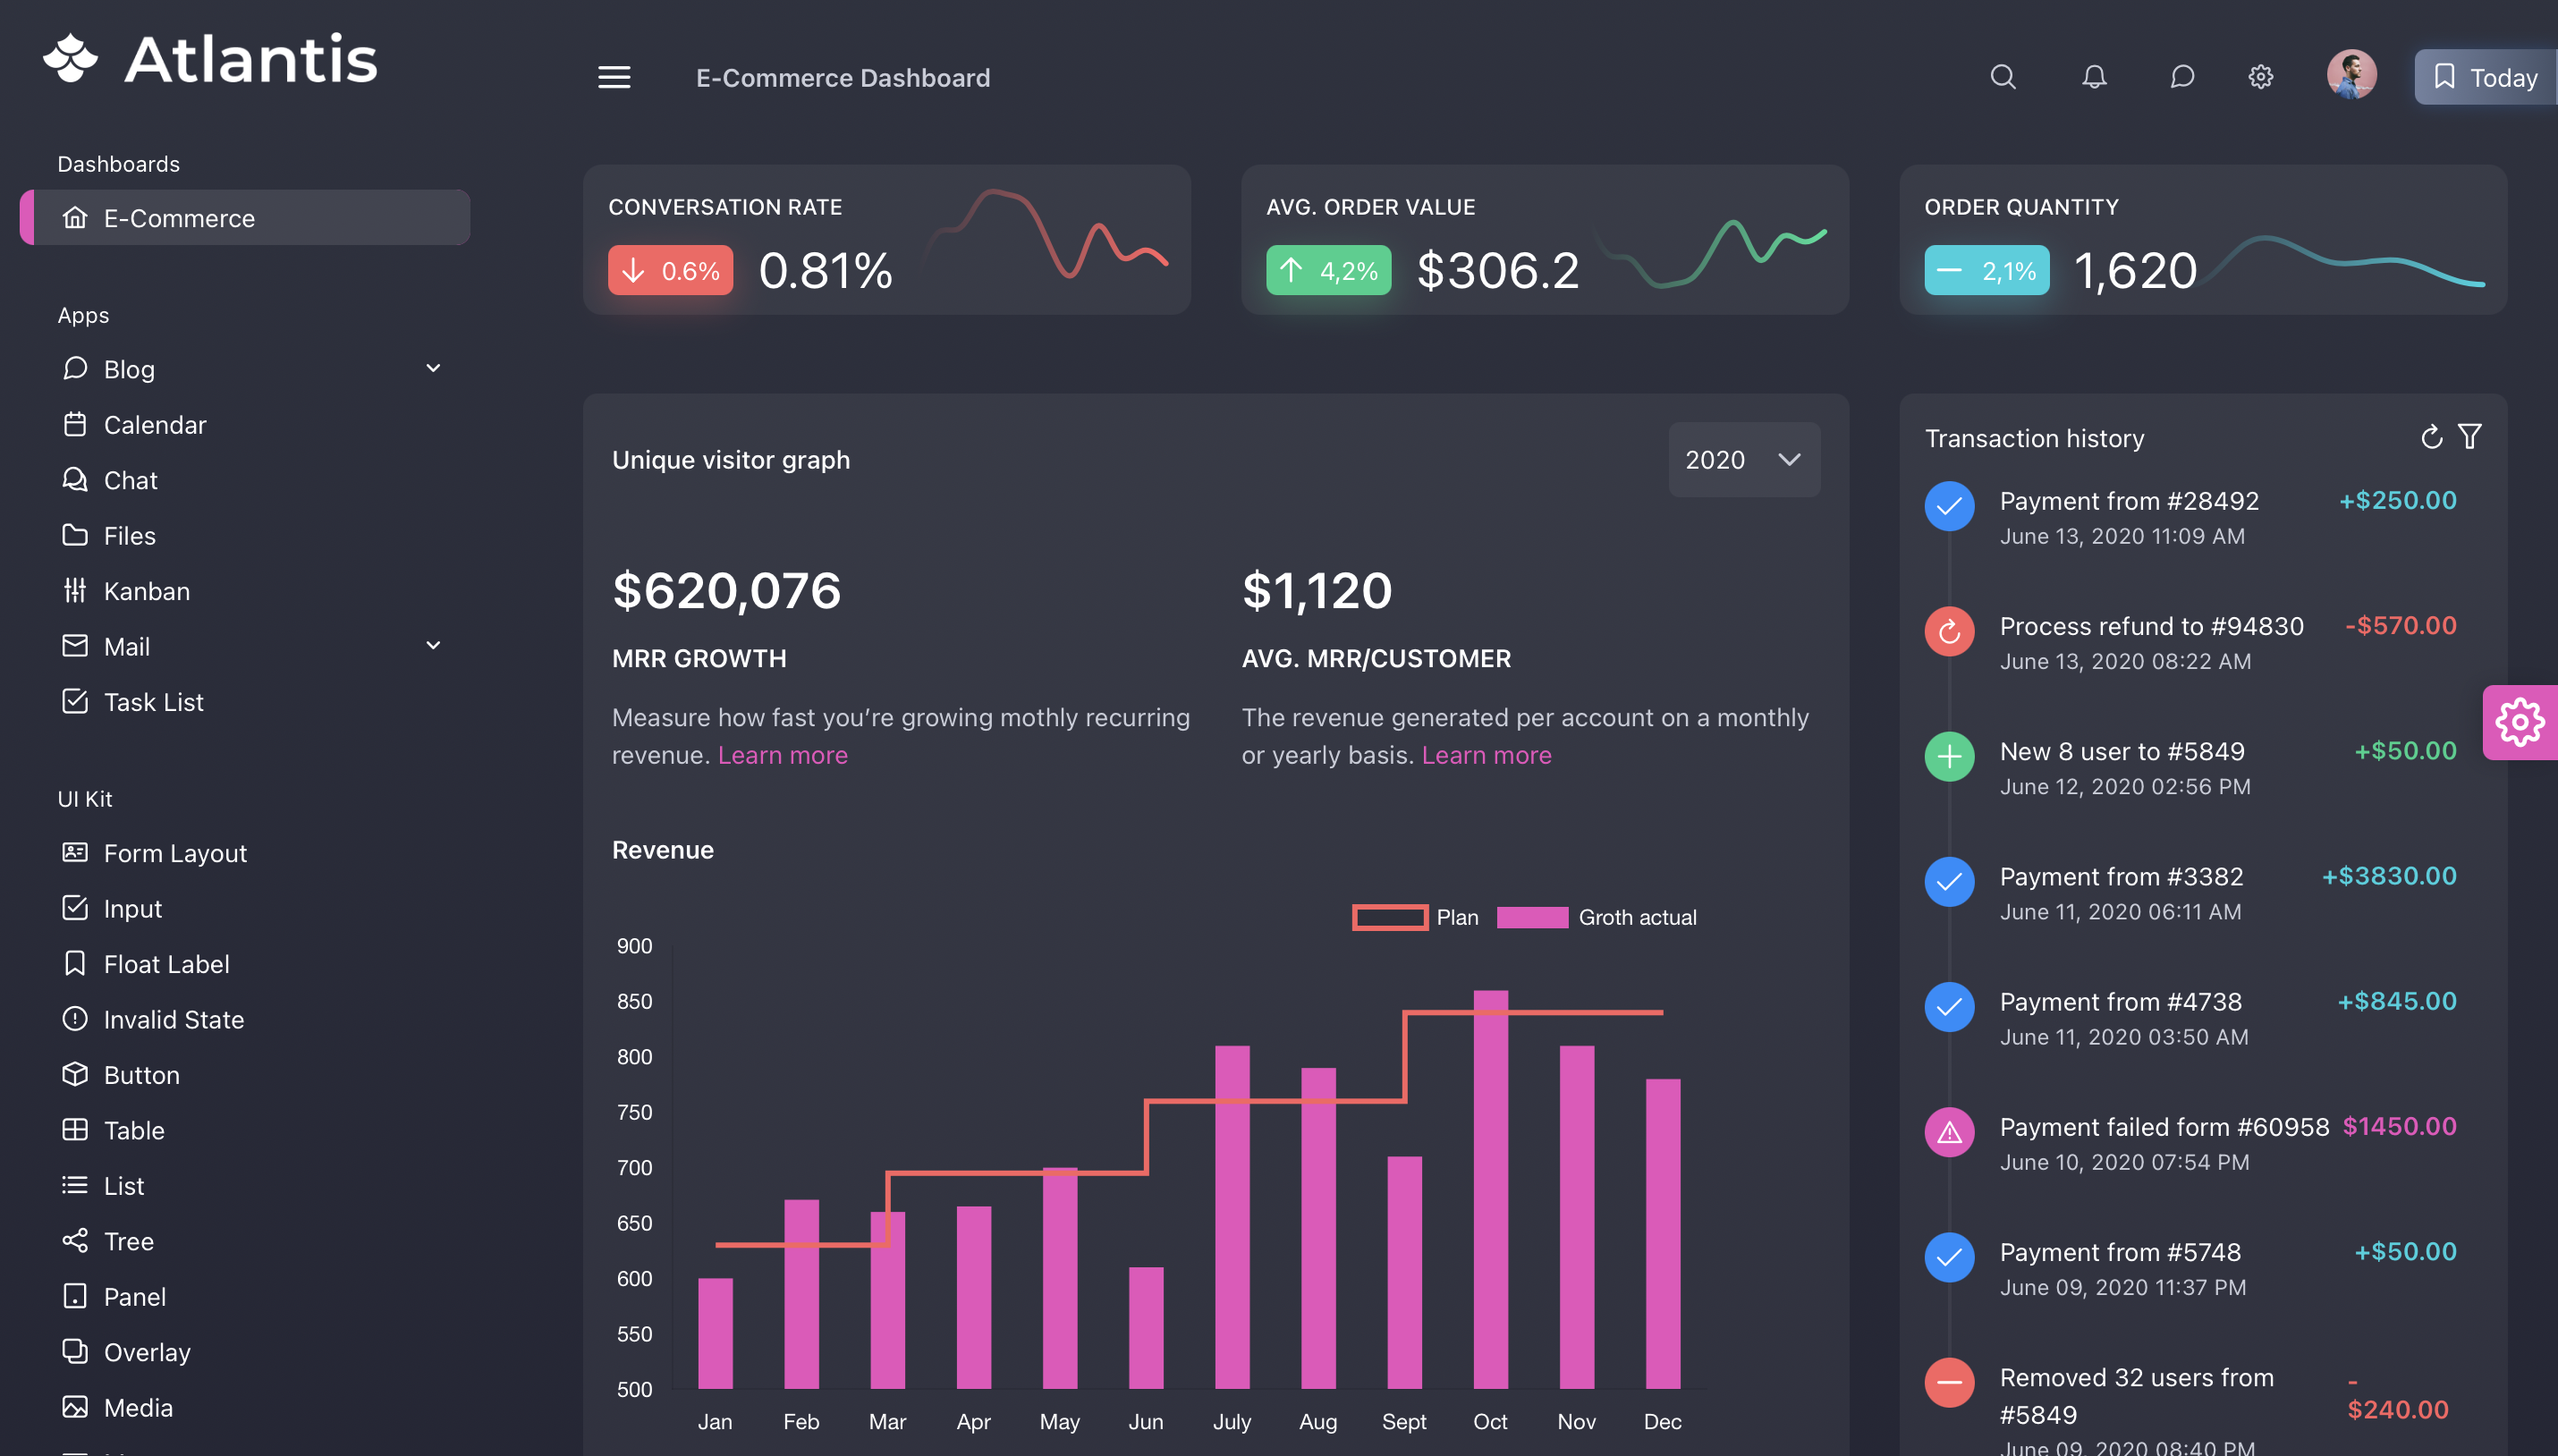 Atlantis
Dashboards
E-Commerce
Apps
Blog
Calendar
Chat
Files
Kanban
Mail
Task List
UI Kit
Form Layout
Input
Float Label
Invalid State
Button
Table
List
Tree
Panel
Overlay
Media
E-Commerce Dashboard
Today
CONVERSATION RATE
0.6% 0.81%
AVG. ORDER VALUE
4,2% $306.2
ORDER QUANTITY
2,1% 1,620
Unique visitor graph
2020
$620,076
MRR GROWTH
Measure how fast you’re growing mothly recurring
revenue. Learn more
$1,120
AVG. MRR/CUSTOMER
The revenue generated per account on a monthly
or yearly basis. Learn more
Revenue
Plan Groth actual
900
850
800
750
700
650
600
550
500
Jan Feb Mar Apr May Jun July Aug Sept Oct Nov Dec
Transaction history
Payment from #28492 +$250.00
June 13, 2020 11:09 AM
Process refund to #94830 -$570.00
June 13, 2020 08:22 AM
New 8 user to #5849 +$50.00
June 12, 2020 02:56 PM
Payment from #3382 +$3830.00
June 11, 2020 06:11 AM
Payment from #4738 +$845.00
June 11, 2020 03:50 AM
Payment failed form #60958 $1450.00
June 10, 2020 07:54 PM
Payment from #5748 +$50.00
June 09, 2020 11:37 PM
Removed 32 users from -
#5849 $240.00
June 09, 2020 08:40 PM